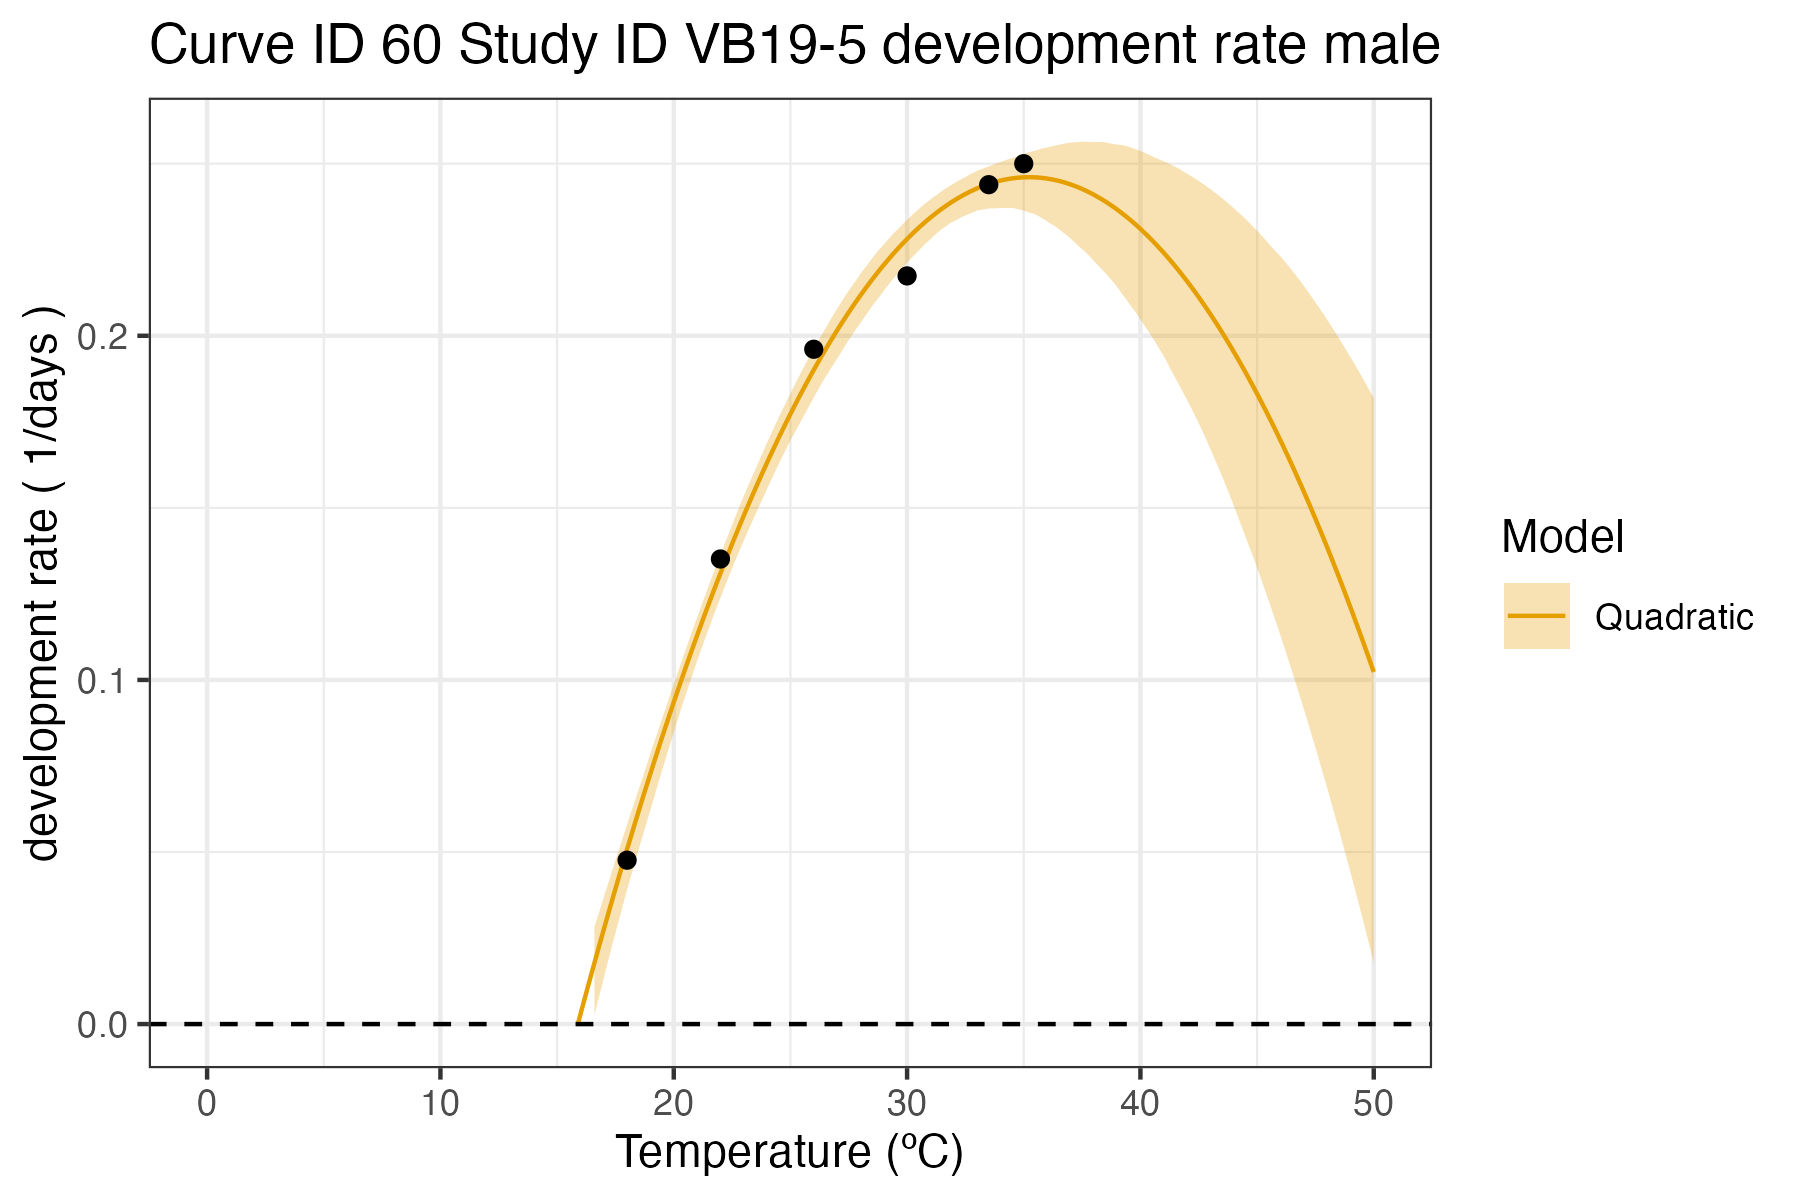 Curve ID 60 Study ID VB19-5 development rate male
development rate ( 1/days )
0.2
0.1
0.0
0 10 20 30 40 50
Temperature (ºC)
Model
Quadratic